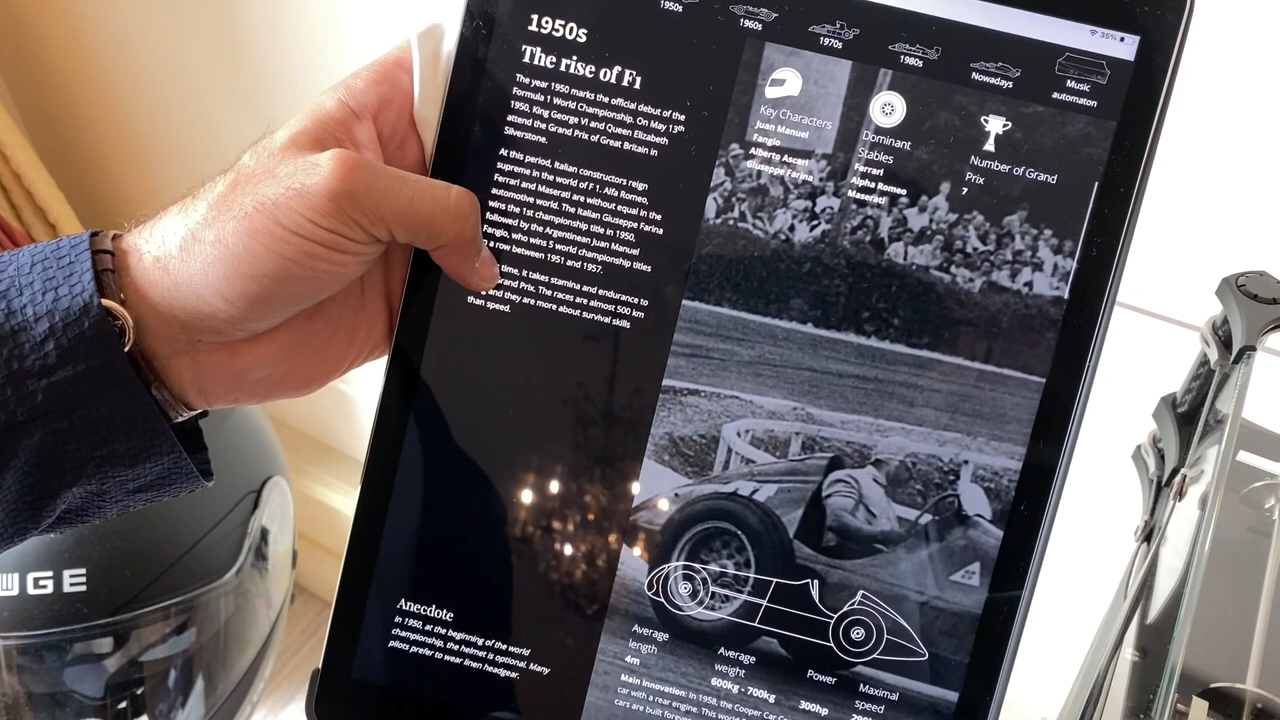 1950s
1960s
1970s
1980s
Nowadays
Music
automaton
35%
1950s
The rise of F1
The year 1950 marks the official debut of the
Formula 1 World Championship. On May 13th
1950, King George VI and Queen Elizabeth
attend the Grand Prix of Great Britain in
Silverstone.
At this period, Italian constructors reign
supreme in the world of F 1. Alfa Romeo,
Ferrari and Maserati are without equal in the
automotive world. The Italian Giuseppe Farina
wins the 1st championship title in 1950,
followed by the Argentinean Juan Manuel
Fangio, who wins 5 world championship titles
a row between 1951 and 1957.
time, it takes stamina and endurance to
Grand Prix. The races are almost 500 km
and they are more about survival skills
than speed.
Anecdote
In 1950, at the beginning of the world
championship, the helmet is optional. Many
pilots prefer to wear linen headgear.
Key Characters
Juan Manuel
Fangio
Alberto Ascari
Giuseppe Farina
Dominant
Stables
Ferrari
Alpha Romeo
Maserati
Number of Grand
Prix
7
Average
length
4m
Average
weight
600kg - 700kg
Power
300hp
Maximal
speed
Main innovation: In 1958, the Cooper Car
car with a rear engine. This world
cars are built forever
WGE